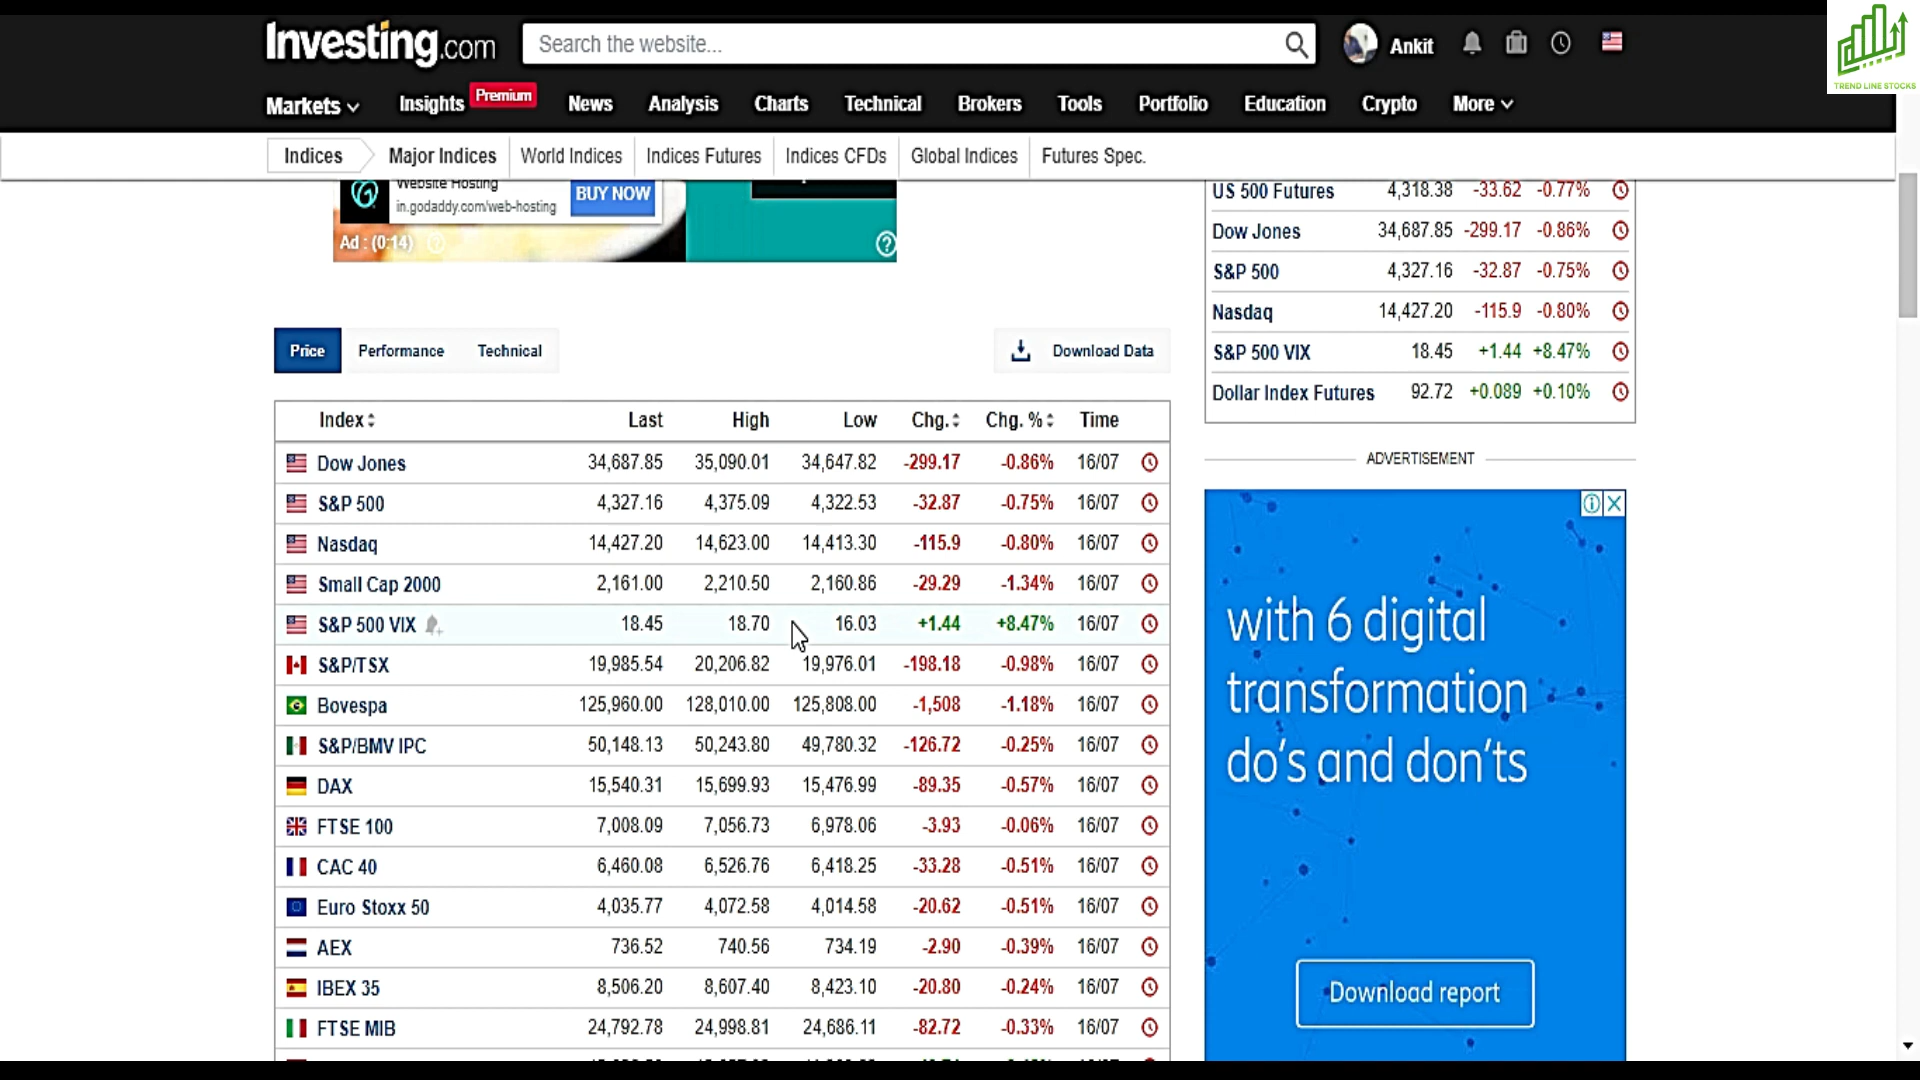 Investing.com
Search the website...
Ankit
TREND LINE STOCKS
Markets
Insights
Premium
News
Analysis
Charts
Technical
Brokers
Tools
Portfolio
Education
Crypto
More
Indices
Major Indices
World Indices
Indices Futures
Indices CFDs
Global Indices
Futures Spec.
Website Hosting
in.godaddy.com/web-hosting
BUY NOW
Ad : (0:14)
Price
Performance
Technical
Download Data
Index Last High Low Chg. Chg. % Time
Dow Jones 34,687.85 35,090.01 34,647.82 -299.17 -0.86% 16/07
S&P 500 4,327.16 4,375.09 4,322.53 -32.87 -0.75% 16/07
Nasdaq 14,427.20 14,623.00 14,413.30 -115.9 -0.80% 16/07
Small Cap 2000 2,161.00 2,210.50 2,160.86 -29.29 -1.34% 16/07
S&P 500 VIX 18.45 18.70 16.03 +1.44 +8.47% 16/07
S&P/TSX 19,985.54 20,206.82 19,976.01 -198.18 -0.98% 16/07
Bovespa 125,960.00 128,010.00 125,808.00 -1,508 -1.18% 16/07
S&P/BMV IPC 50,148.13 50,243.80 49,780.32 -126.72 -0.25% 16/07
DAX 15,540.31 15,699.93 15,476.99 -89.35 -0.57% 16/07
FTSE 100 7,008.09 7,056.73 6,978.06 -3.93 -0.06% 16/07
CAC 40 6,460.08 6,526.76 6,418.25 -33.28 -0.51% 16/07
Euro Stoxx 50 4,035.77 4,072.58 4,014.58 -20.62 -0.51% 16/07
AEX 736.52 740.56 734.19 -2.90 -0.39% 16/07
IBEX 35 8,506.20 8,607.40 8,423.10 -20.80 -0.24% 16/07
FTSE MIB 24,792.78 24,998.81 24,686.11 -82.72 -0.33% 16/07
US 500 Futures 4,318.38 -33.62 -0.77%
Dow Jones 34,687.85 -299.17 -0.86%
S&P 500 4,327.16 -32.87 -0.75%
Nasdaq 14,427.20 -115.9 -0.80%
S&P 500 VIX 18.45 +1.44 +8.47%
Dollar Index Futures 92.72 +0.089 +0.10%
ADVERTISEMENT
with 6 digital
transformation
do's and don'ts
Download report